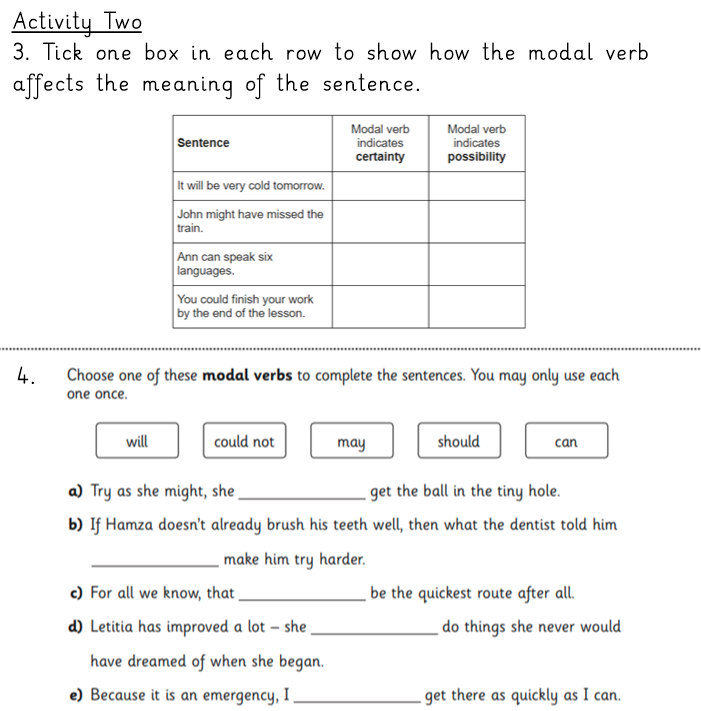 Activity Two
3. Tick one box in each row to show how the modal verb
affects the meaning of the sentence.
Sentence
Modal verb
indicates
certainty
Modal verb
indicates
possibility
It will be very cold tomorrow.
John might have missed the
train.
Ann can speak six
languages.
You could finish your work
by the end of the lesson.
4. Choose one of these modal verbs to complete the sentences. You may only use each
one once.
will could not may should can
a) Try as she might, she ______________ get the ball in the tiny hole.
b) If Hamza doesn't already brush his teeth well, then what the dentist told him
______________ make him try harder.
c) For all we know, that ______________ be the quickest route after all.
d) Letitia has improved a lot – she ______________ do things she never would
have dreamed of when she began.
e) Because it is an emergency, I ______________ get there as quickly as I can.